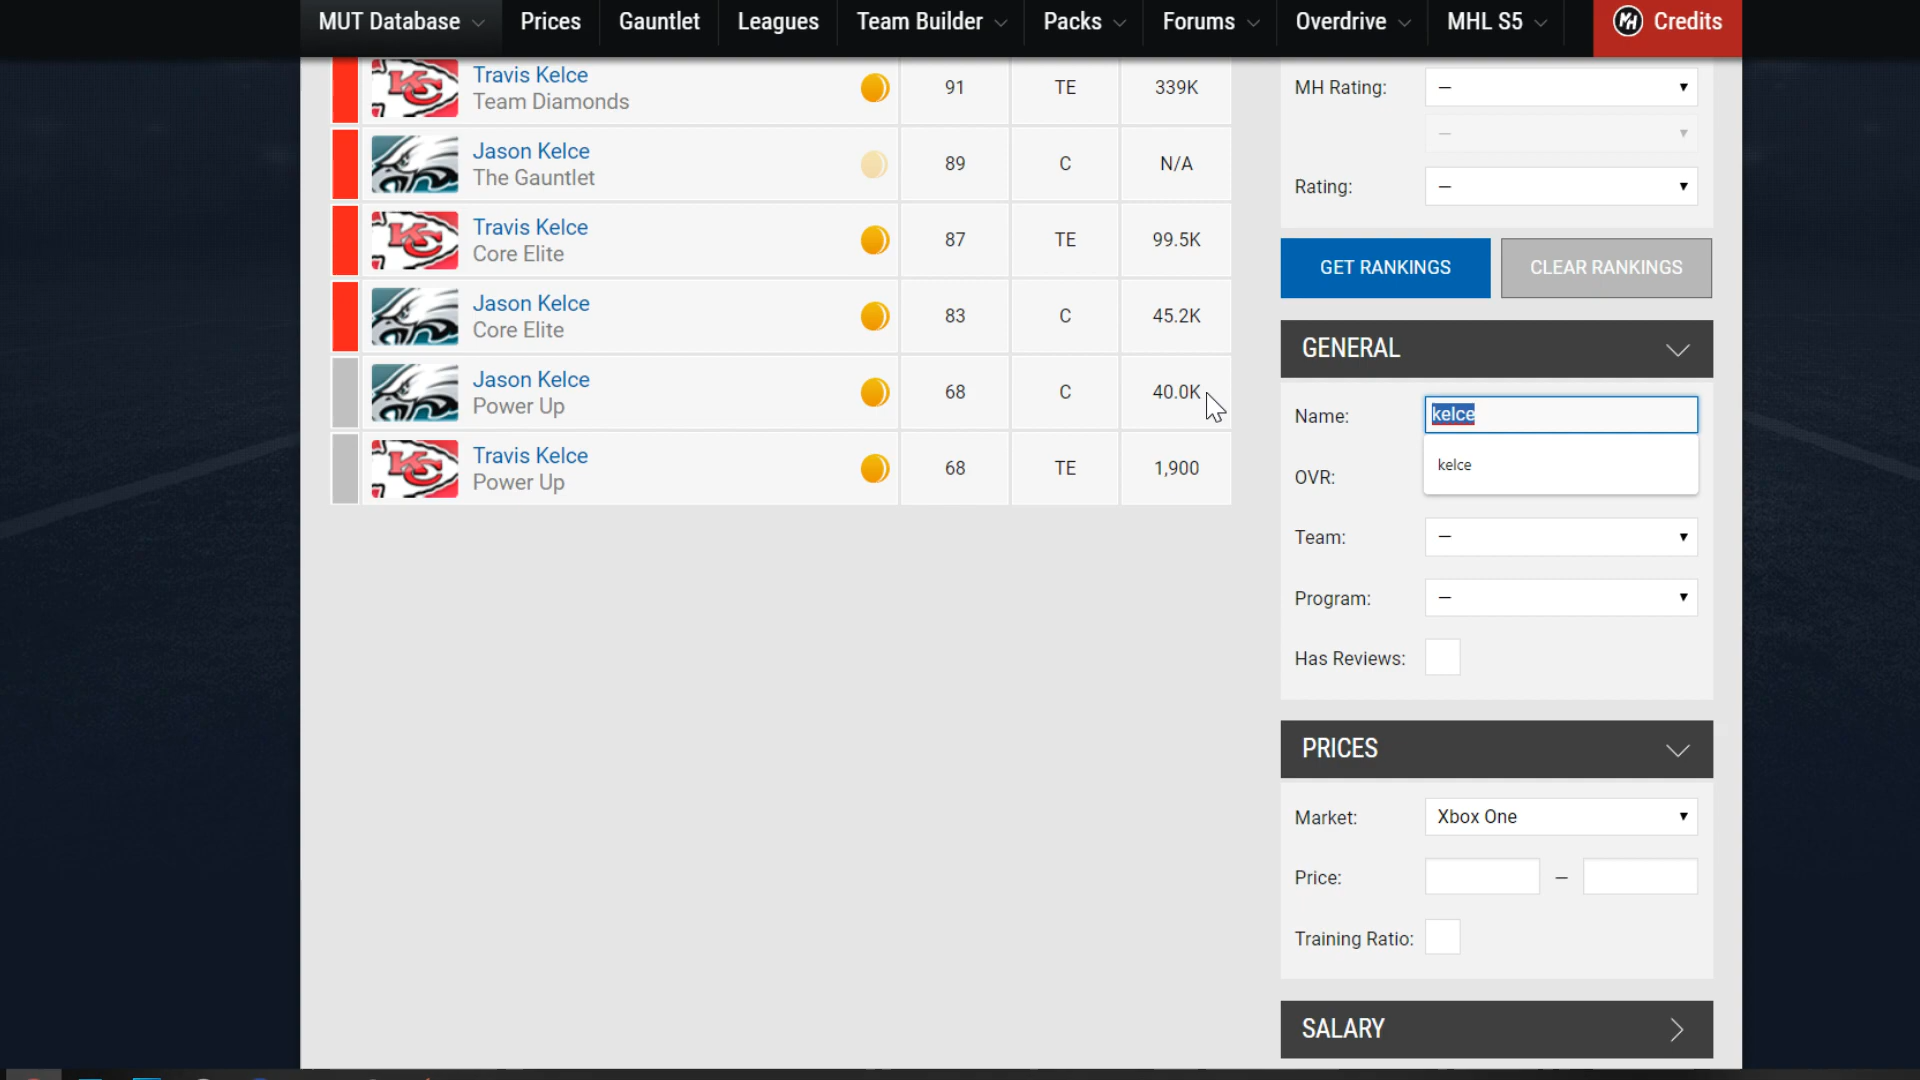 MUT Database Prices Gauntlet Leagues Team Builder Packs Forums Overdrive MHL S5 MH Credits
Travis Kelce
Team Diamonds
91 TE 339K
Jason Kelce
The Gauntlet
89 C N/A
Travis Kelce
Core Elite
87 TE 99.5K
Jason Kelce
Core Elite
83 C 45.2K
Jason Kelce
Power Up
68 C 40.0K
Travis Kelce
Power Up
68 TE 1,900
MH Rating: —
—
Rating: —
GET RANKINGS CLEAR RANKINGS
GENERAL
Name: kelce
kelce
OVR:
Team: —
Program: —
Has Reviews:
PRICES
Market: Xbox One
Price: —
Training Ratio:
SALARY